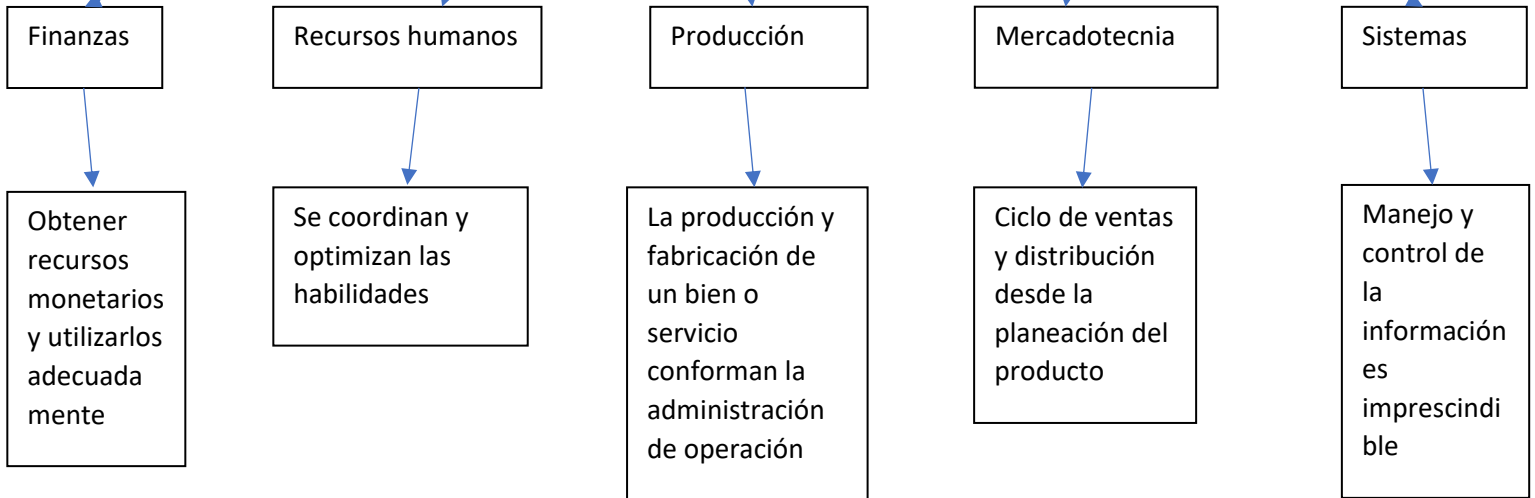 Finanzas
Recursos humanos
Producción
Mercadotecnia
Sistemas
Obtener
recursos
monetarios
y utilizarlos
adecuada
mente
Se coordinan y
optimizan las
habilidades
La producción y
fabricación de
un bien o
servicio
conforman la
administración
de operación
Ciclo de ventas
y distribución
desde la
planeación del
producto
Manejo y
control de
la
información
es
imprescindi
ble